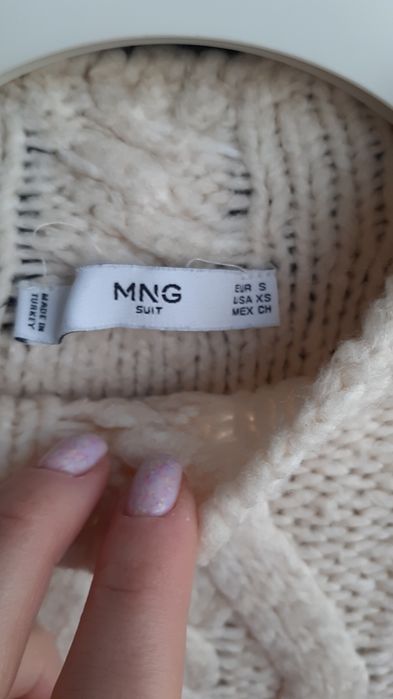 MNG
SUIT
EUR S
USA XS
MEX CH
MADE IN
TURKEY